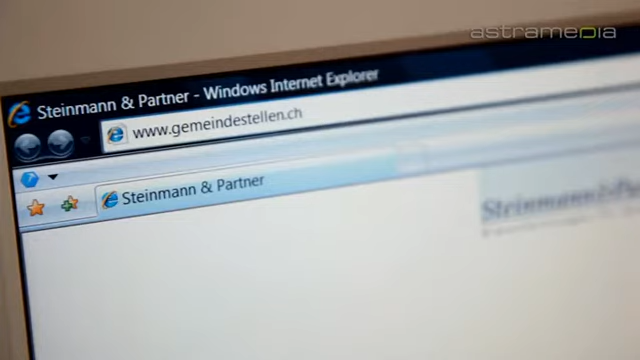 astramedia
Steinmann & Partner - Windows Internet Explorer
www.gemeindestellen.ch
Steinmann & Partner